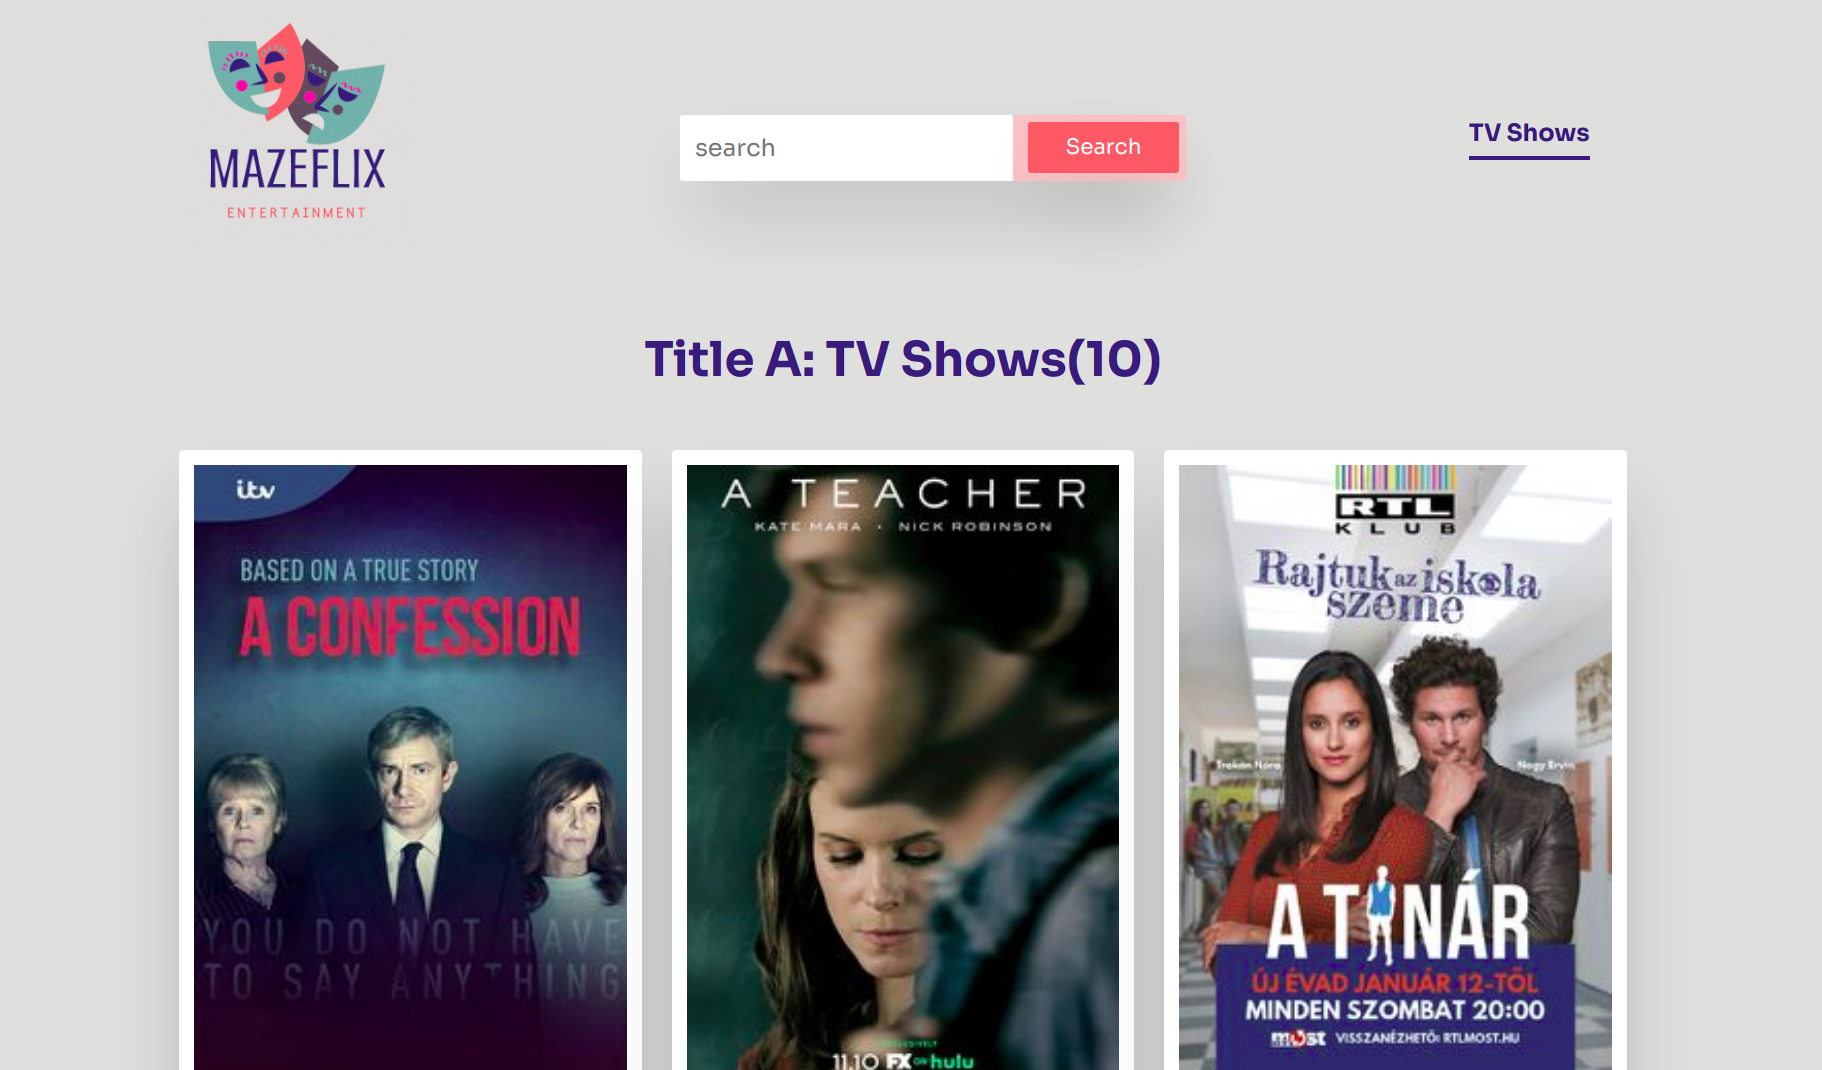 MAZEFLIX
ENTERTAINMENT
search
Search
TV Shows
Title A: TV Shows(10)
itv
BASED ON A TRUE STORY
A CONFESSION
YOU DO NOT HAVE
TO SAY ANYTHING
A TEACHER
KATE MARA · NICK ROBINSON
11.10 FX ON hulu
RTL
KLUB
Rajtuk az iskola
szeme
Trokán Nóra
Nagy Ervin
A TANÁR
ÚJ ÉVAD JANUÁR 12-TŐL
MINDEN SZOMBAT 20:00
most VISSZANÉZHETŐ: RTLMOST.HU